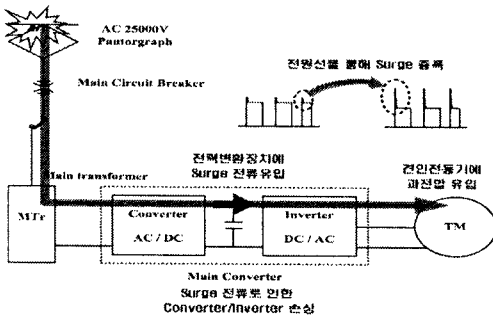 AC 25000V
Pantorgraph
Main Circuit Breaker
전원선을 통해 Surge 증폭
Main transformer
전력변환장치에
Surge 전류유입
견인전동기에
과전압 유입
MTr
Converter
AC / DC
Inverter
DC / AC
TM
Main Converter
Surge 전류로 인한
Converter/Inverter 손상